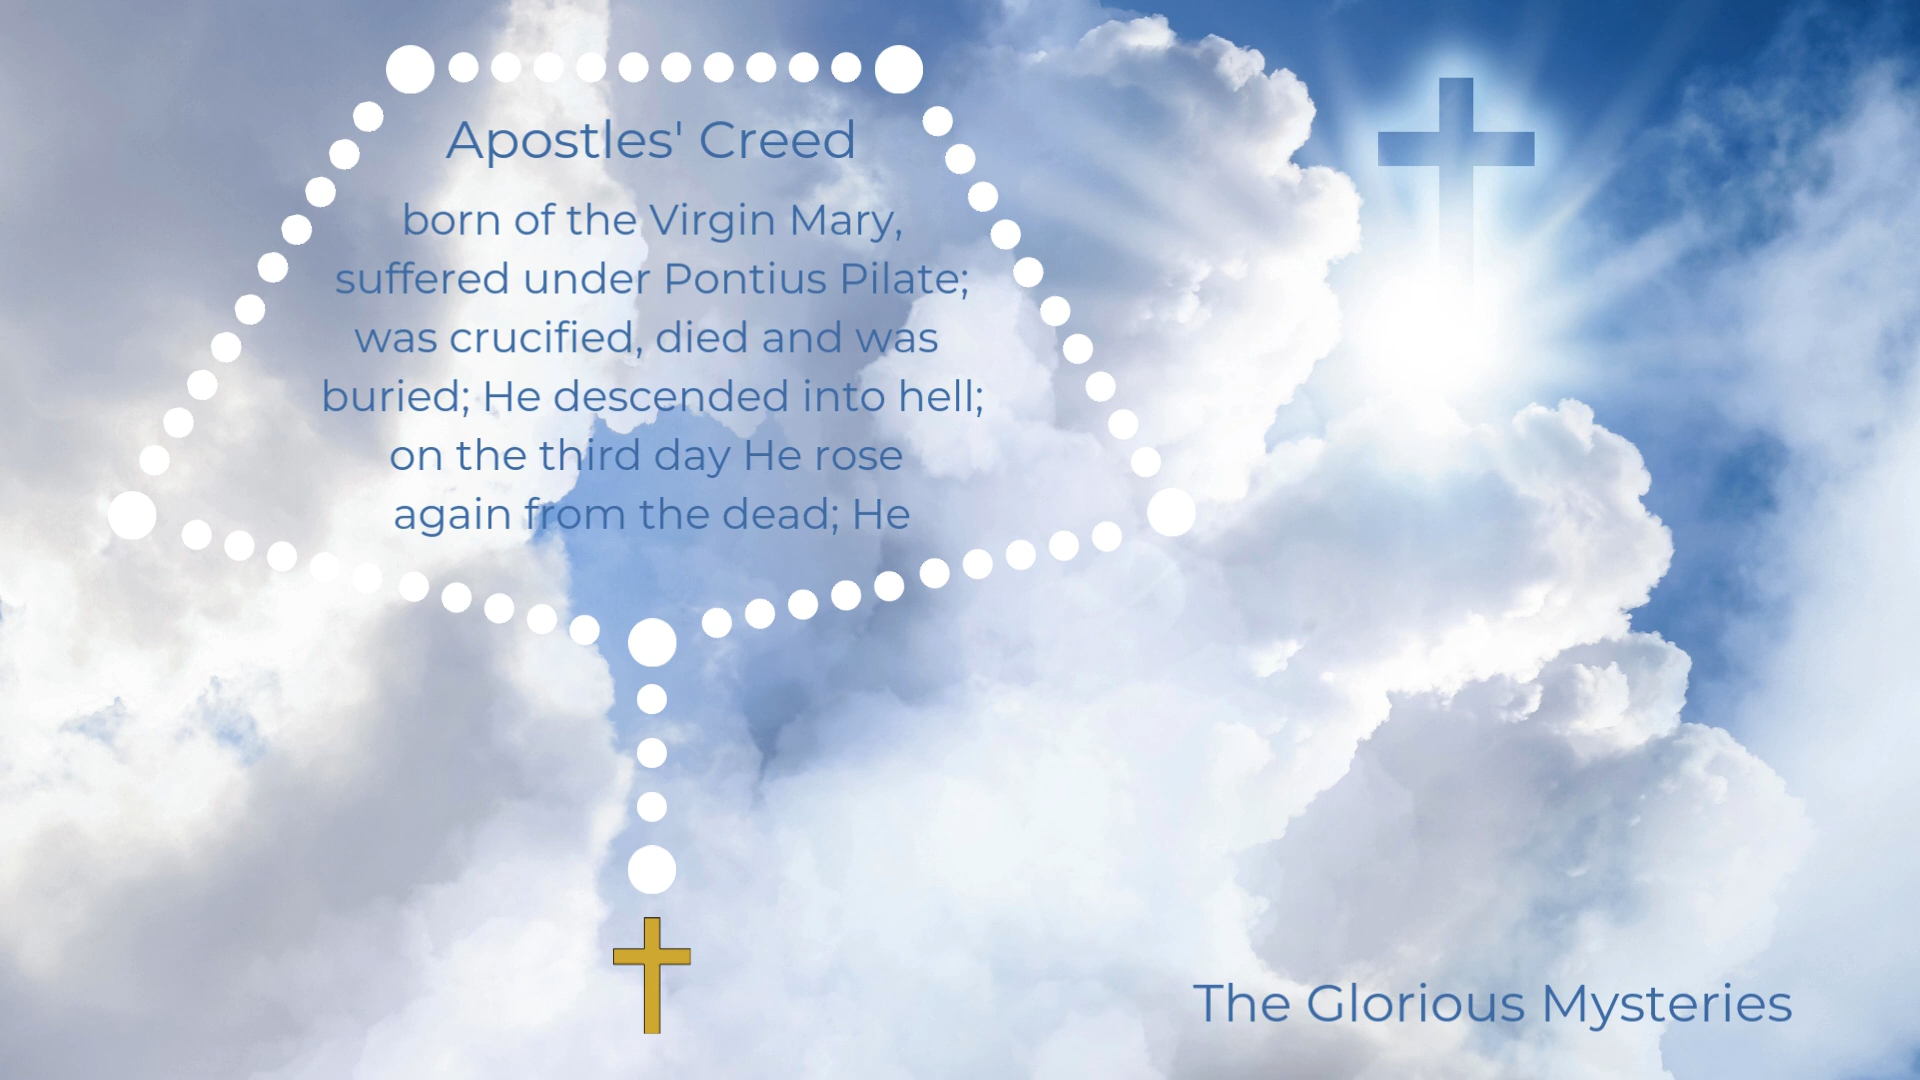 Apostles' Creed
born of the Virgin Mary,
suffered under Pontius Pilate;
was crucified, died and was
buried; He descended into hell;
on the third day He rose
again from the dead; He
The Glorious Mysteries